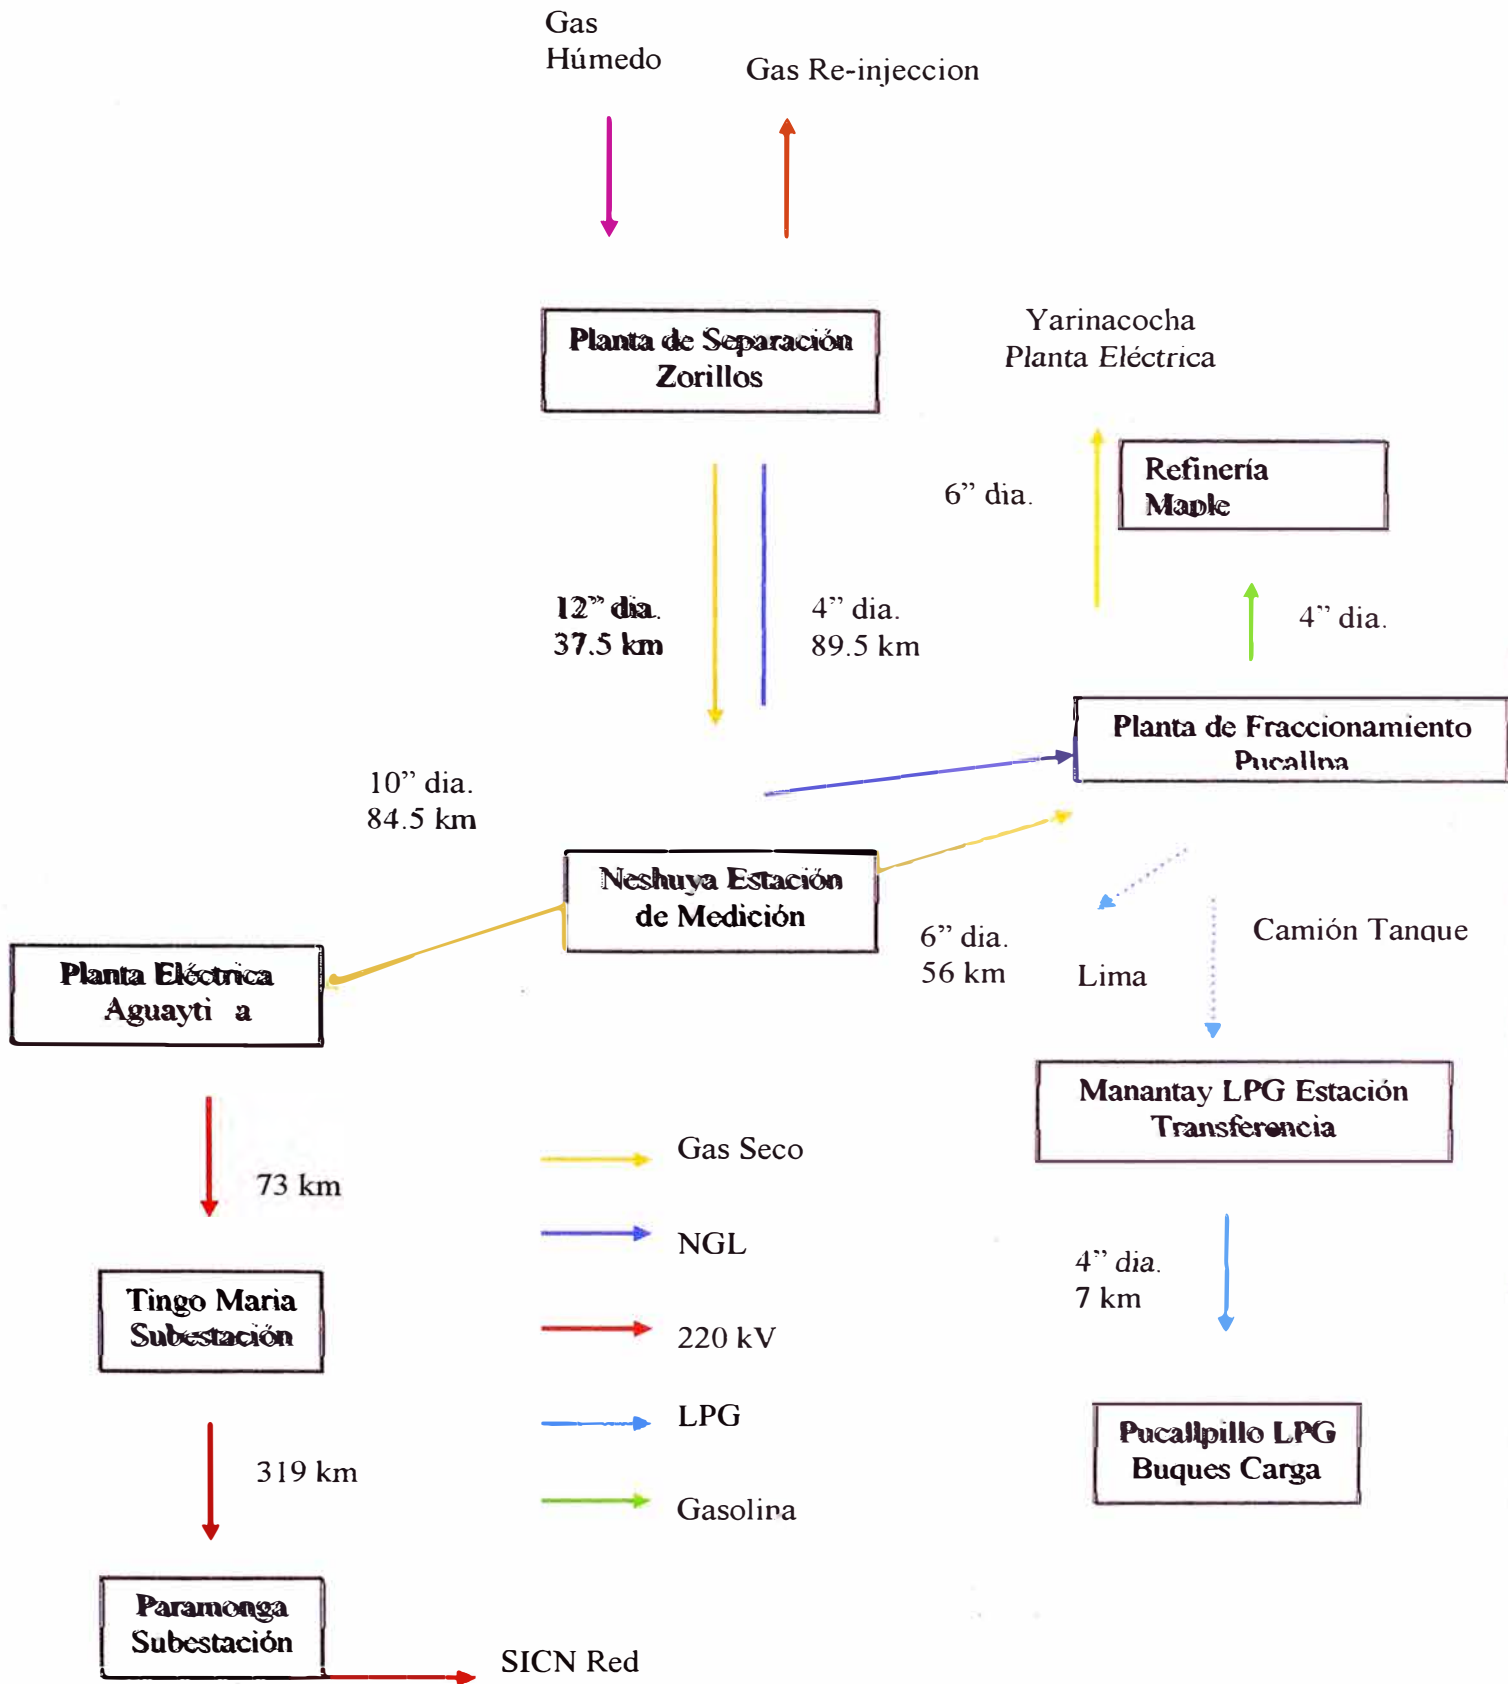 Gas
Húmedo
Gas Re-injeccion
Planta de Separación
Zorillos
Yarinacocha
Planta Eléctrica
6” dia.
Refinería
Maple
12” dia.
37.5 km
4” dia.
89.5 km
4” dia.
Planta de Fraccionamiento
Pucallpa
10” dia.
84.5 km
Neshuya Estación
de Medición
6” dia.
56 km
Lima
Camión Tanque
Planta Eléctrica
Aguayti a
Manantay LPG Estación
Transferencia
73 km
Gas Seco
NGL
4” dia.
7 km
Tingo Maria
Subestación
220 kV
LPG
Pucallpillo LPG
Buques Carga
319 km
Gasolina
Paramonga
Subestación
SICN Red